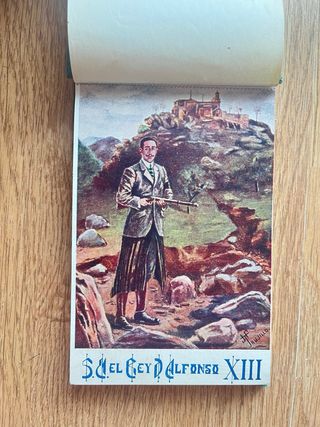 S.M EL REY D. ALFONSO XIII